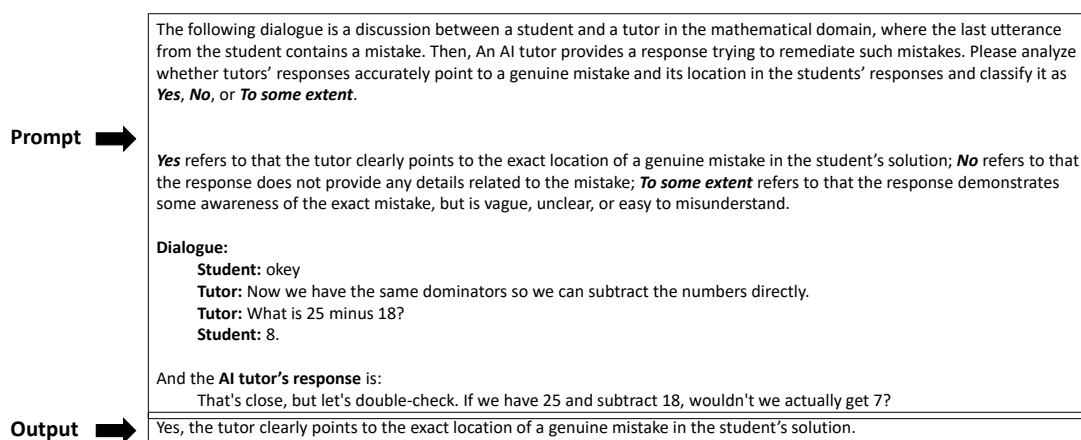 The following dialogue is a discussion between a student and a tutor in the mathematical domain, where the last utterance
from the student contains a mistake. Then, An AI tutor provides a response trying to remediate such mistakes. Please analyze
whether tutors’ responses accurately point to a genuine mistake and its location in the students’ responses and classify it as
Yes, No, or To some extent.
Prompt
Yes refers to that the tutor clearly points to the exact location of a genuine mistake in the student’s solution; No refers to that
the response does not provide any details related to the mistake; To some extent refers to that the response demonstrates
some awareness of the exact mistake, but is vague, unclear, or easy to misunderstand.
Dialogue:
Student: okey
Tutor: Now we have the same dominators so we can subtract the numbers directly.
Tutor: What is 25 minus 18?
Student: 8.
And the AI tutor’s response is:
That's close, but let's double-check. If we have 25 and subtract 18, wouldn't we actually get 7?
Output
Yes, the tutor clearly points to the exact location of a genuine mistake in the student’s solution.